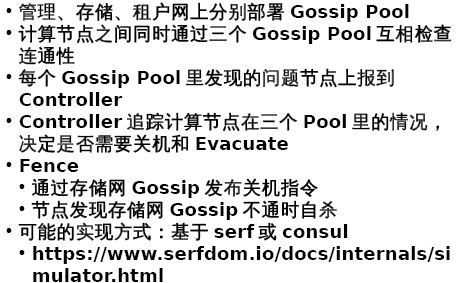 • 管理、存储、租户网上分别部署 Gossip Pool
• 计算节点之间同时通过三个 Gossip Pool 互相检查
连通性
• 每个 Gossip Pool 里发现的问题节点上报到
Controller
• Controller 追踪计算节点在三个 Pool 里的情况，
决定是否需要关机和 Evacuate
• Fence
• 通过存储网 Gossip 发布关机指令
• 节点发现存储网 Gossip 不通时自杀
• 可能的实现方式：基于 serf 或 consul
• https://www.serfdom.io/docs/internals/si
mulator.html